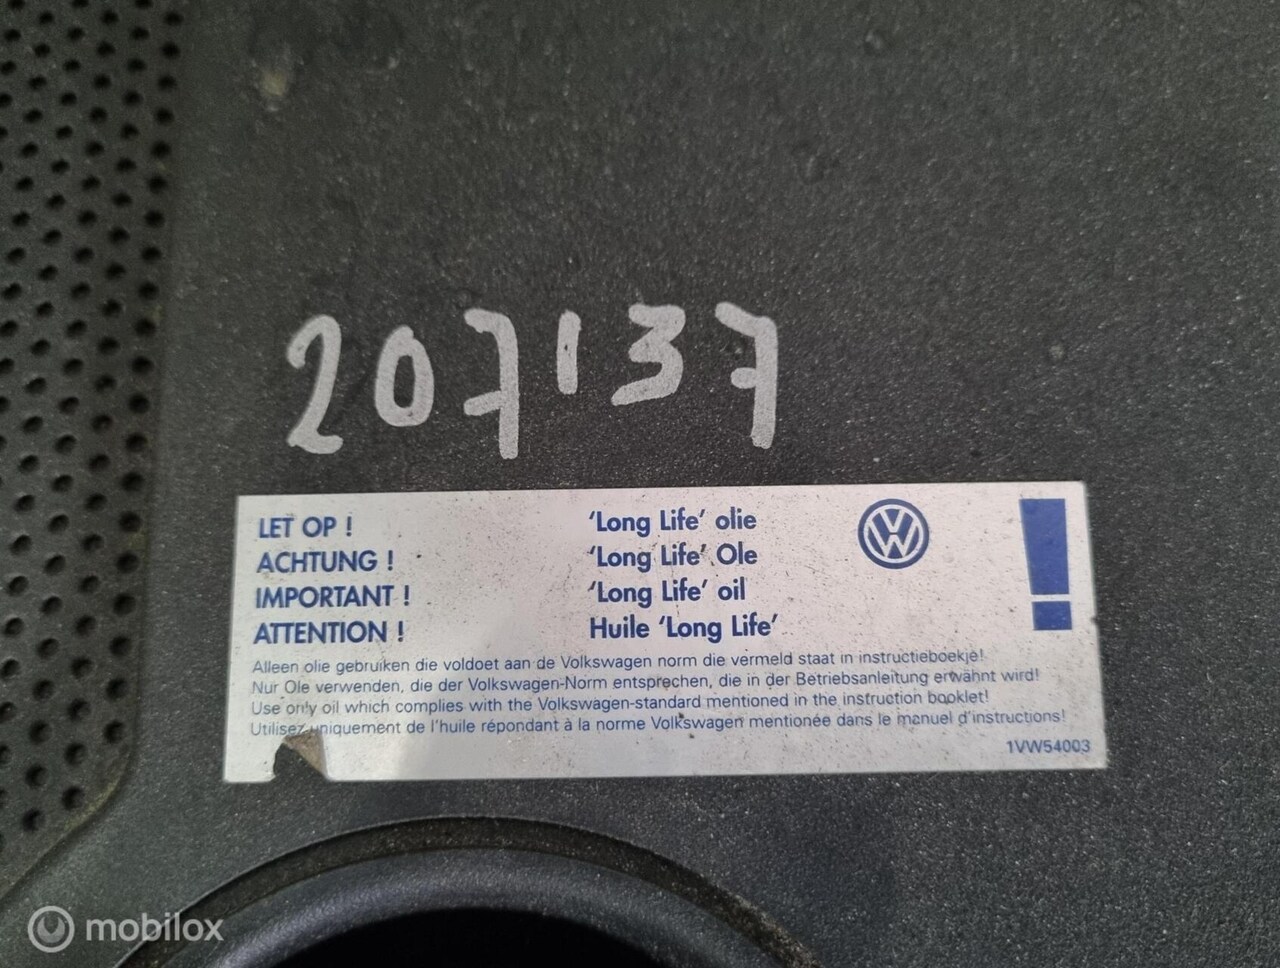 207137
LET OP !
ACHTUNG !
IMPORTANT !
ATTENTION !
'Long Life' olie
'Long Life' Ole
'Long Life' oil
Huile 'Long Life'
Alleen olie gebruiken die voldoet aan de Volkswagen norm die vermeld staat in instructieboekje!
Nur Ole verwenden, die der Volkswagen-Norm entsprechen, die in der Betriebsanleitung erwähnt wird!
Use only oil which complies with the Volkswagen-standard mentioned in the instruction booklet!
Utilisez uniquement de l'huile répondant à la norme Volkswagen mentionée dans le manuel d'instructions!
1VW54003
mobilox